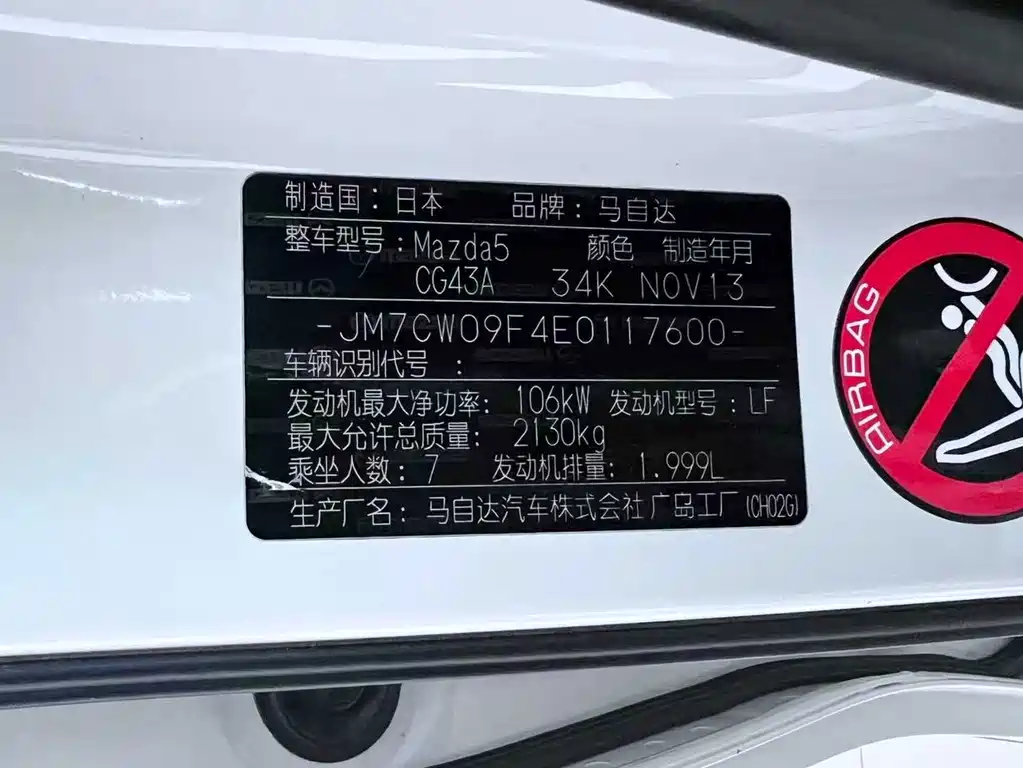 制造国：日本 品牌：马自达
整车型号：Mazda5 颜色 制造年月
CG43A 34K NOV13
-JM7CW09F4E0117600-
车辆识别代号 ：
发动机最大净功率：106kW 发动机型号：LF
最大允许总质量： 2130kg
乘坐人数：7 发动机排量：1.999L
生产厂名：马自达汽车株式会社 广岛工厂(CH02G)
AIRBAG